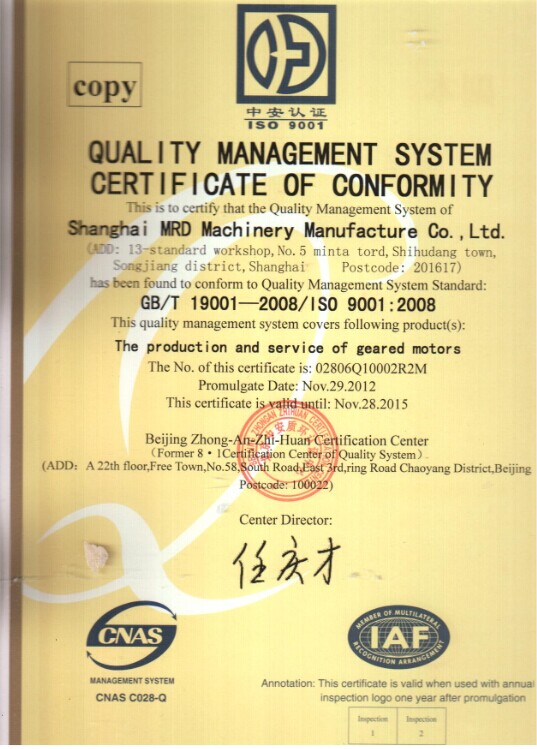 copy
中安认证
ISO 9001
QUALITY MANAGEMENT SYSTEM
CERTIFICATE OF CONFORMITY
This is to certify that the Quality Management System of
Shanghai MRD Machinery Manufacture Co.,Ltd.
(ADD: 13-standard workshop,No.5 minta tord,Shihudang town,
Songjiang district,Shanghai Postcode: 201617)
has been found to conform to Quality Management System Standard:
GB/T 19001—2008/ISO 9001:2008
This quality management system covers following product(s):
The production and service of geared motors
The No. of this certificate is: 02806Q10002R2M
Promulgate Date: Nov.29.2012
This certificate is valid until: Nov.28.2015
Beijing Zhong-An-Zhi-Huan Certification Center
(Former 8·1Certification Center of Quality System)
(ADD: A 22th floor,Free Town,No.58,South Road,East 3rd,ring Road Chaoyang District,Beijing
Postcode: 100022)
Center Director:
任庆才
CNAS
MANAGEMENT SYSTEM
CNAS C028-Q
MEMBER OF MULTILATERAL
IAF
RECOGNITION ARRANGEMENT
Annotation: This certificate is valid when used with annual
inspection logo one year after promulgation
Inspection Inspection
1 2